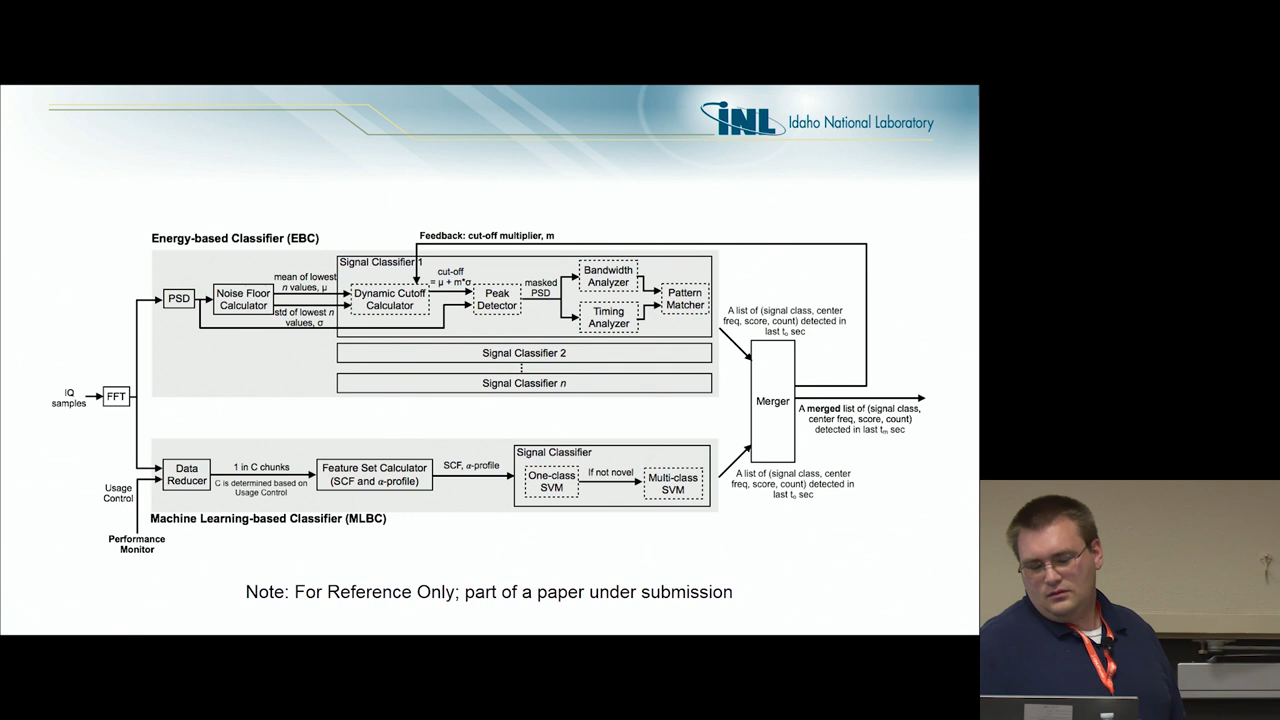 INL Idaho National Laboratory
Energy-based Classifier (EBC)
Feedback: cut-off multiplier, m
Signal Classifier 1
PSD
Noise Floor
Calculator
mean of lowest
n values, μ
std of lowest n
values, σ
Dynamic Cutoff
Calculator
cut-off
= μ + m*σ
Peak
Detector
masked
PSD
Bandwidth
Analyzer
Timing
Analyzer
Pattern
Matcher
Signal Classifier 2
Signal Classifier n
A list of (signal class, center
freq, score, count) detected in
last to sec
IQ
samples
FFT
Merger
A merged list of (signal class,
center freq, score, count)
detected in last tm sec
Data
Reducer
1 in C chunks
C is determined based on
Usage Control
Feature Set Calculator
(SCF and α-profile)
SCF, α-profile
Signal Classifier
One-class
SVM
If not novel
Multi-class
SVM
A list of (signal class, center
freq, score, count) detected in
last to sec
Usage
Control
Machine Learning-based Classifier (MLBC)
Performance
Monitor
Note: For Reference Only; part of a paper under submission